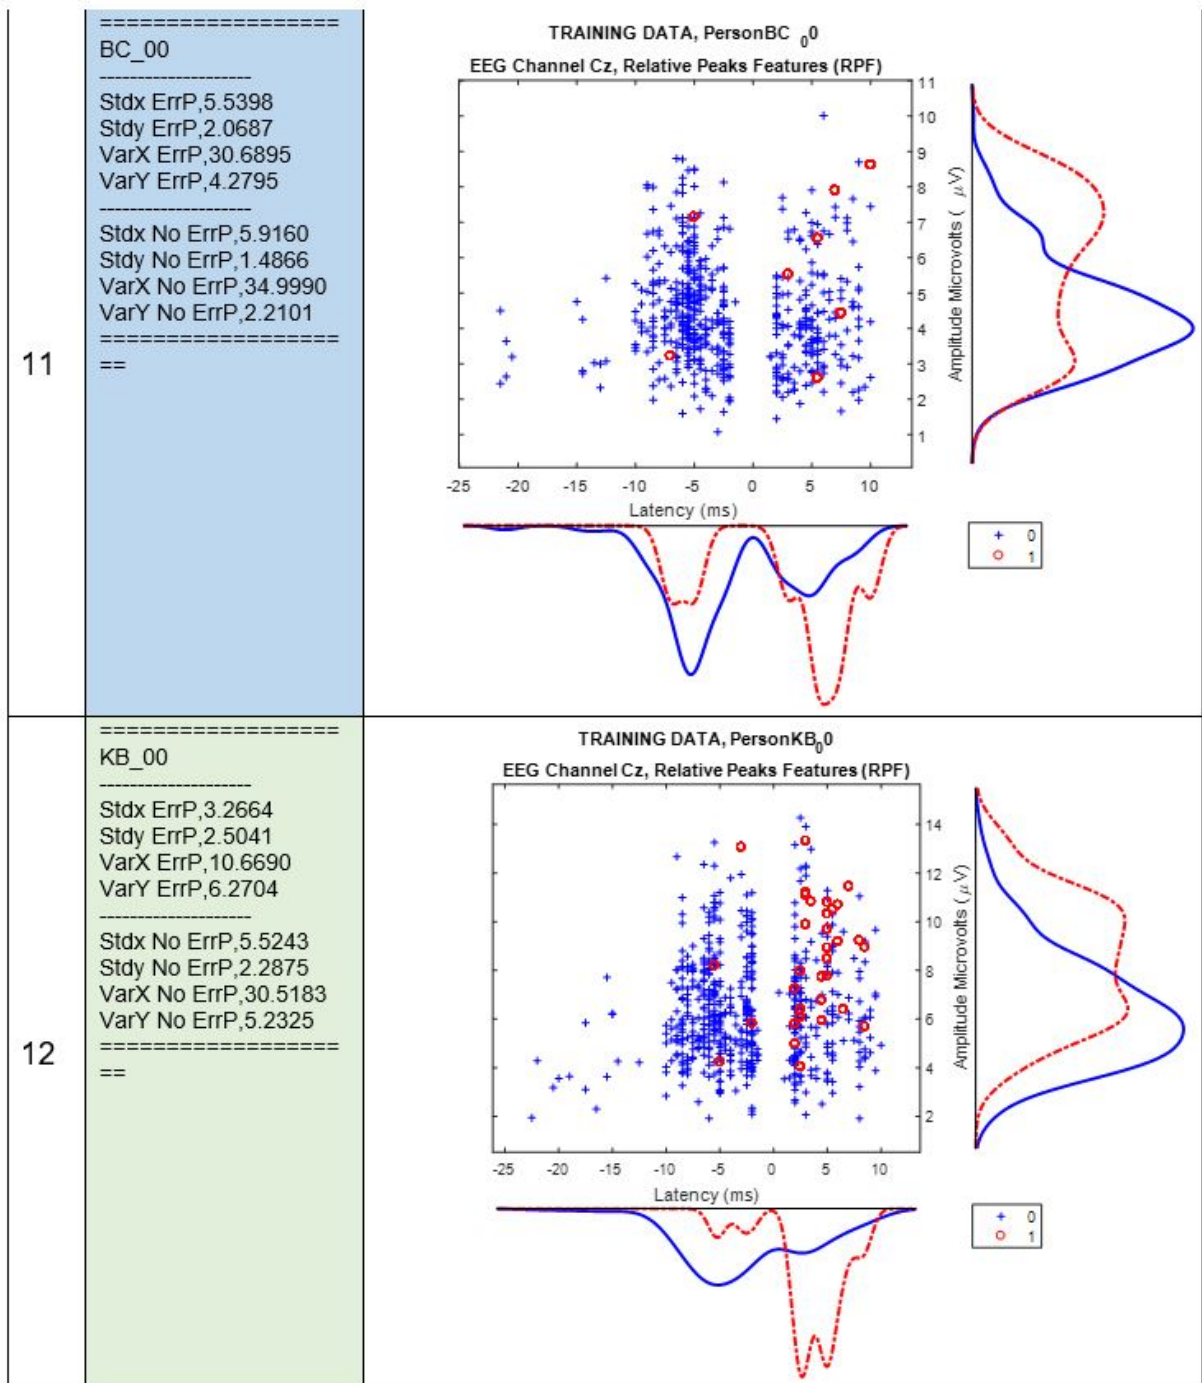 11
==================
BC_00
--------------------
Stdx ErrP,5.5398
Stdy ErrP,2.0687
VarX ErrP,30.6895
VarY ErrP,4.2795
--------------------
Stdx No ErrP,5.9160
Stdy No ErrP,1.4866
VarX No ErrP,34.9990
VarY No ErrP,2.2101
==================
==
TRAINING DATA, PersonBC 00
EEG Channel Cz, Relative Peaks Features (RPF)
11
10
9
8
7
6
5
4
3
2
1
Amplitude Microvolts ( μV)
-25 -20 -15 -10 -5 0 5 10
Latency (ms)
+ 0
o 1
12
==================
KB_00
--------------------
Stdx ErrP,3.2664
Stdy ErrP,2.5041
VarX ErrP,10.6690
VarY ErrP,6.2704
--------------------
Stdx No ErrP,5.5243
Stdy No ErrP,2.2875
VarX No ErrP,30.5183
VarY No ErrP,5.2325
==================
==
TRAINING DATA, PersonKB00
EEG Channel Cz, Relative Peaks Features (RPF)
14
12
10
8
6
4
2
Amplitude Microvolts ( μV)
-25 -20 -15 -10 -5 0 5 10
Latency (ms)
+ 0
o 1